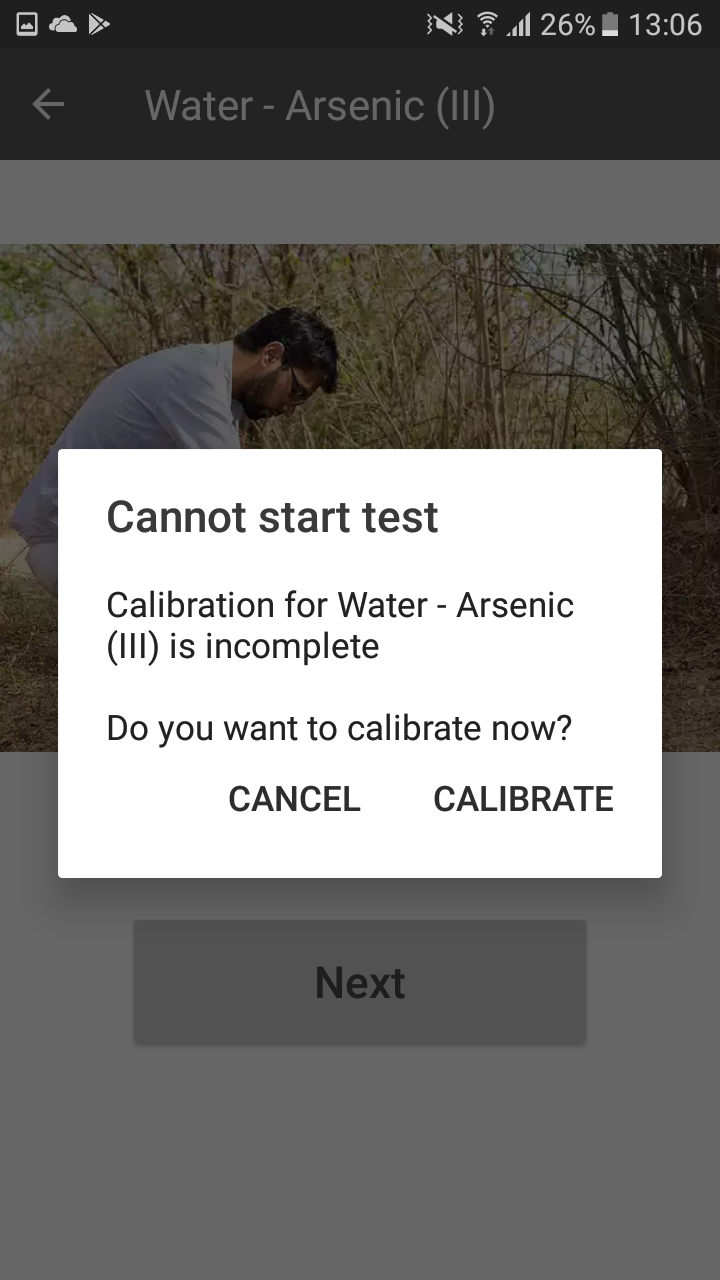 26% 13:06
Water - Arsenic (III)
Cannot start test
Calibration for Water - Arsenic
(III) is incomplete
Do you want to calibrate now?
CANCEL CALIBRATE
Next